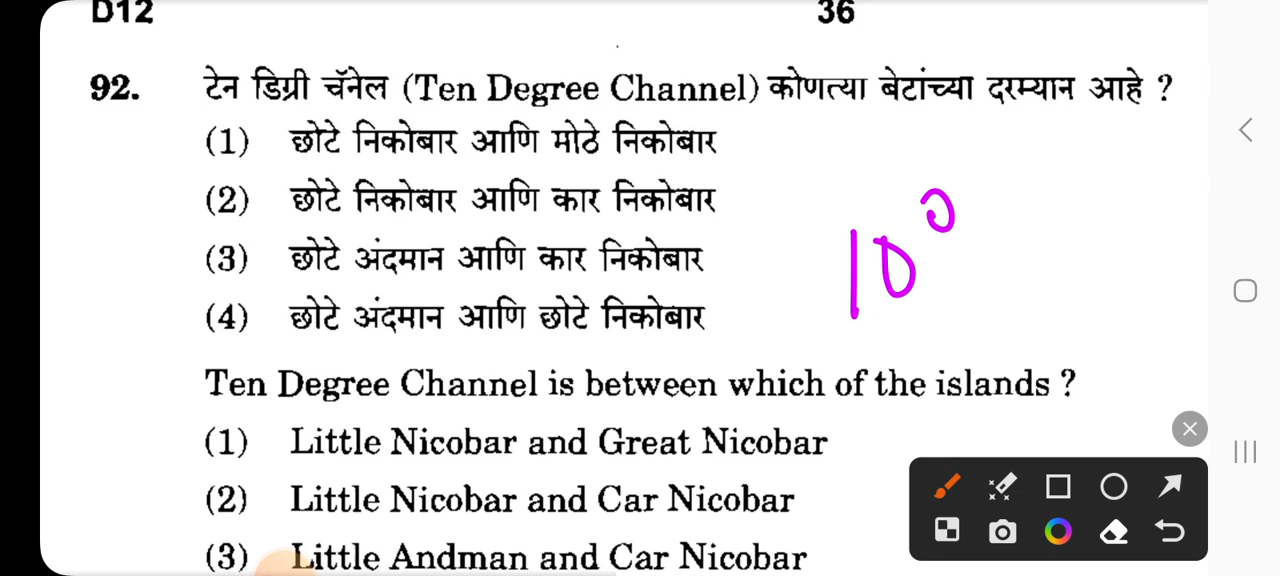 D12 36
92. टेन डिग्री चॅनेल (Ten Degree Channel) कोणत्या बेटांच्या दरम्यान आहे ?
(1) छोटे निकोबार आणि मोठे निकोबार
(2) छोटे निकोबार आणि कार निकोबार
(3) छोटे अंदमान आणि कार निकोबार
(4) छोटे अंदमान आणि छोटे निकोबार
10°
Ten Degree Channel is between which of the islands ?
(1) Little Nicobar and Great Nicobar
(2) Little Nicobar and Car Nicobar
(3) Little Andman and Car Nicobar